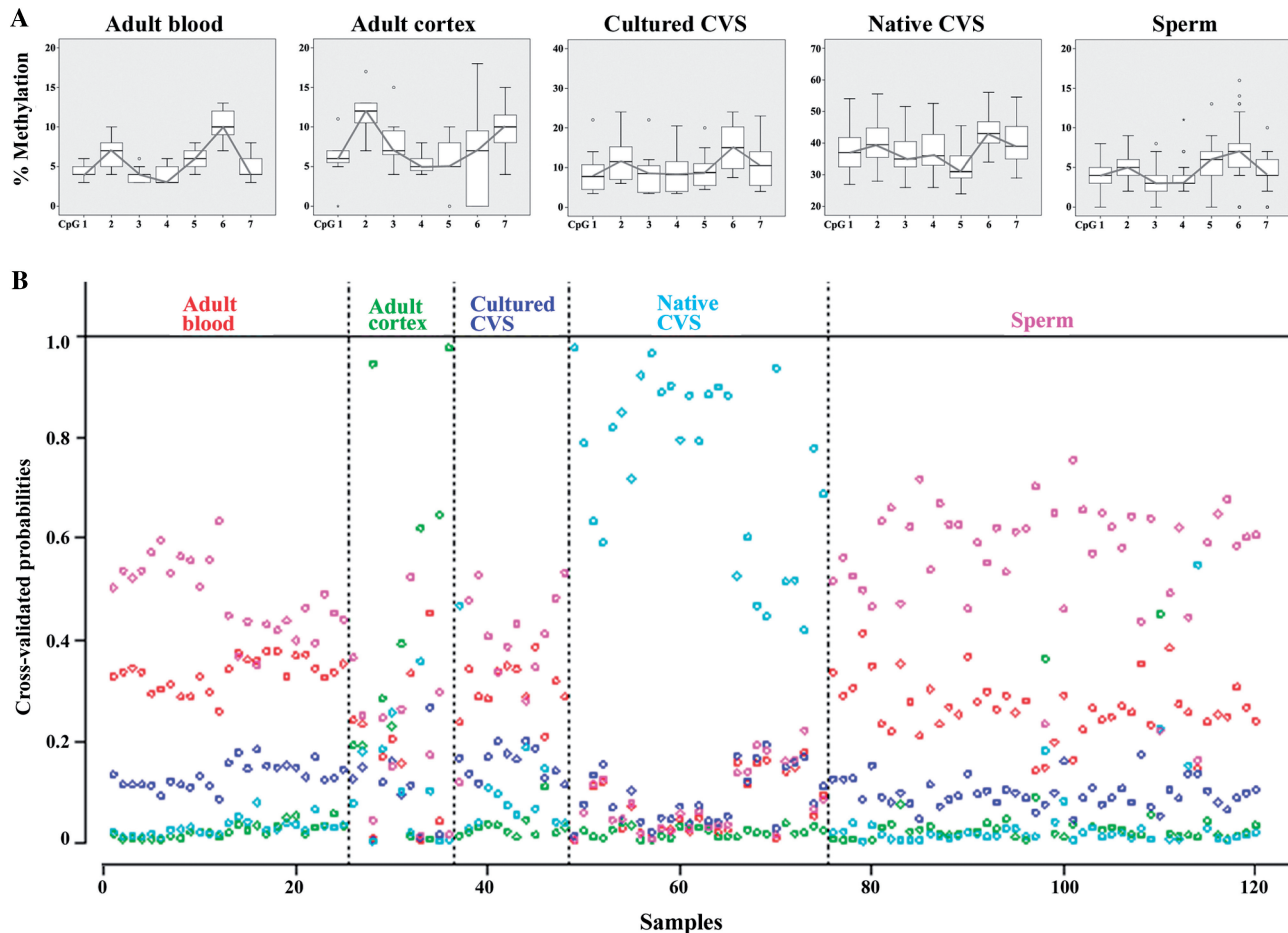 A
Adult blood
Adult cortex
Cultured CVS
Native CVS
Sperm
% Methylation
20
15
10
5
0
CpG 1 2 3 4 5 6 7
20
15
10
5
0
CpG 1 2 3 4 5 6 7
40
30
20
10
0
CpG 1 2 3 4 5 6 7
70
60
50
40
30
20
CpG 1 2 3 4 5 6 7
20
15
10
5
0
CpG 1 2 3 4 5 6 7
B
Adult
blood
Adult
cortex
Cultured
CVS
Native
CVS
Sperm
Cross-validated probabilities
1.0
0.8
0.6
0.4
0.2
0
0 20 40 60 80 100 120
Samples